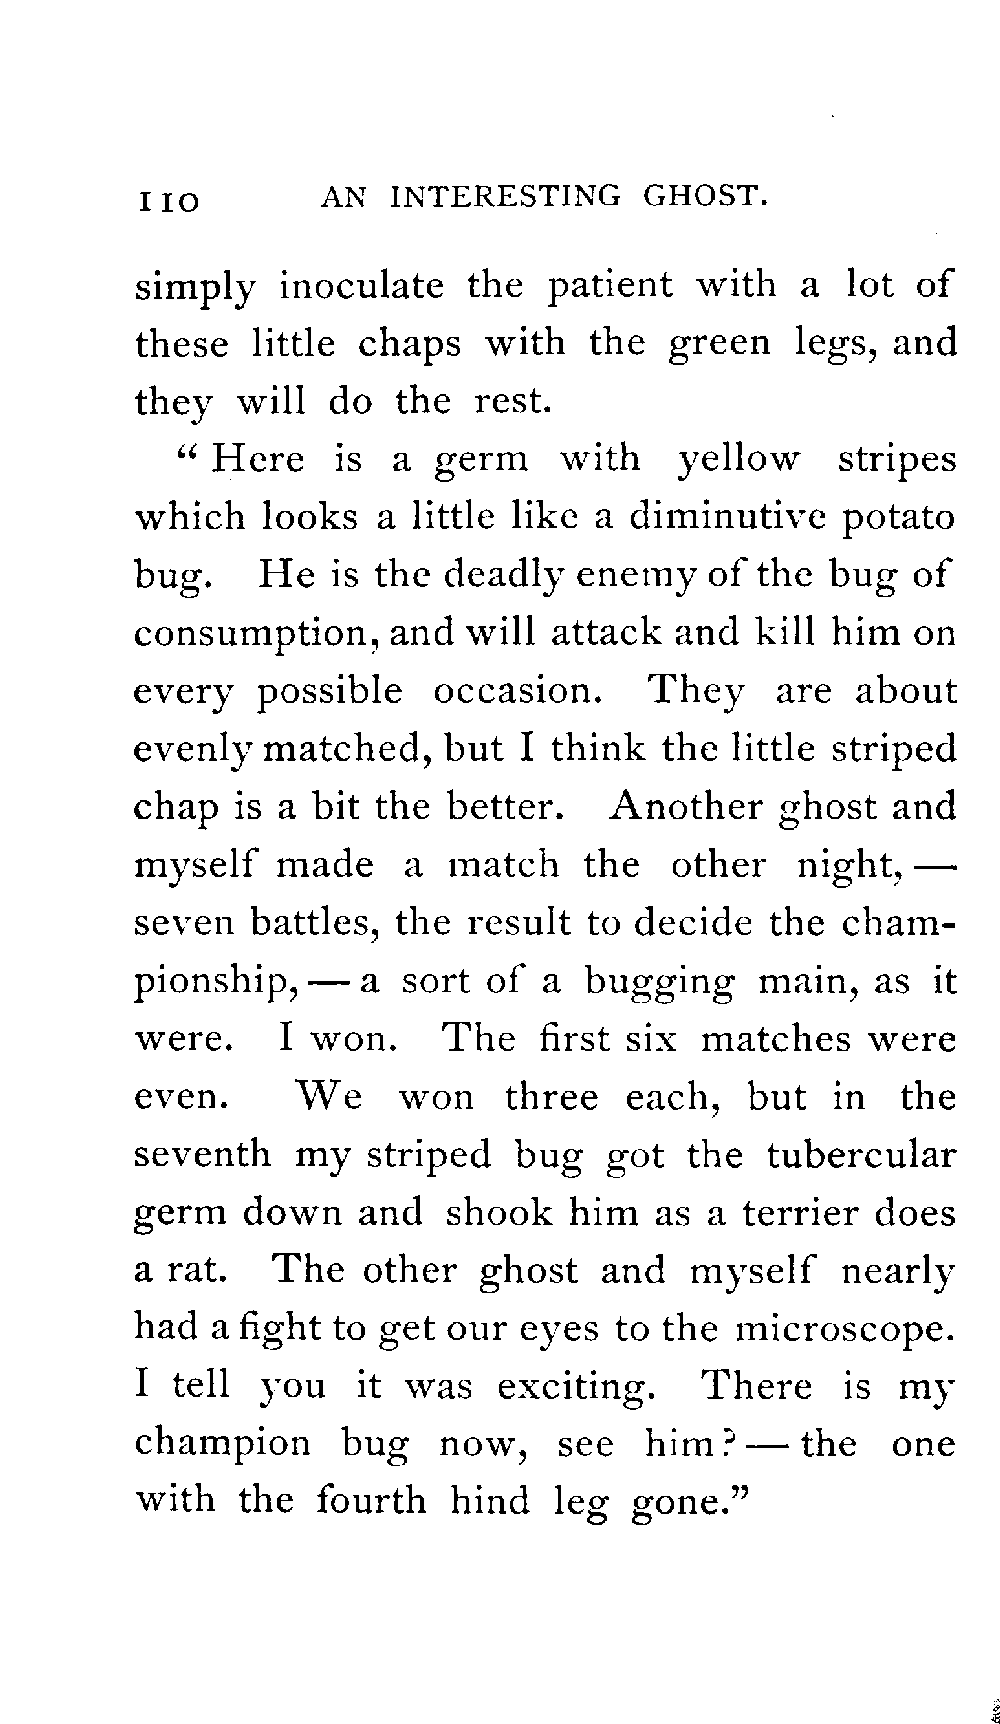 110 AN INTERESTING GHOST.
simply inoculate the patient with a lot of
these little chaps with the green legs, and
they will do the rest.
“ Here is a germ with yellow stripes
which looks a little like a diminutive potato
bug. He is the deadly enemy of the bug of
consumption, and will attack and kill him on
every possible occasion. They are about
evenly matched, but I think the little striped
chap is a bit the better. Another ghost and
myself made a match the other night, —
seven battles, the result to decide the cham-
pionship, — a sort of a bugging main, as it
were. I won. The first six matches were
even. We won three each, but in the
seventh my striped bug got the tubercular
germ down and shook him as a terrier does
a rat. The other ghost and myself nearly
had a fight to get our eyes to the microscope.
I tell you it was exciting. There is my
champion bug now, see him? — the one
with the fourth hind leg gone.”